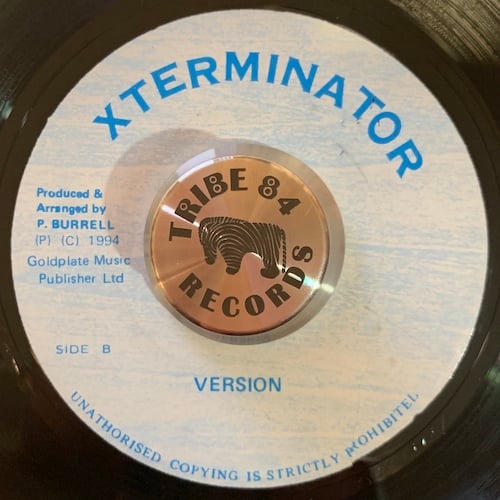 XTERMINATOR
Produced &
Arranged by
P. BURRELL
(P) (C) 1994
Goldplate Music
Publisher Ltd
TRIBE 84
RECORDS
SIDE B
VERSION
UNAUTHORISED COPYING IS STRICTLY PROHIBITED